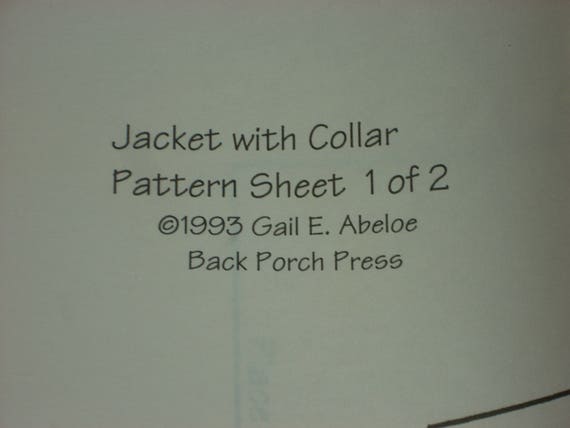 Jacket with Collar
Pattern Sheet 1 of 2
©1993 Gail E. Abeloe
Back Porch Press